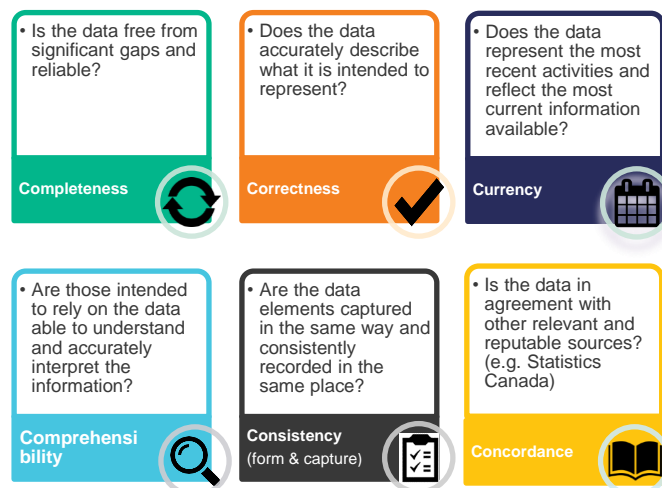 • Is the data free from
significant gaps and
reliable?
Completeness
• Does the data
accurately describe
what it is intended to
represent?
Correctness
• Does the data
represent the most
recent activities and
reflect the most
current information
available?
Currency
• Are those intended
to rely on the data
able to understand
and accurately
interpret the
information?
Comprehensi
bility
• Are the data
elements captured
in the same way and
consistently
recorded in the
same place?
Consistency
(form & capture)
• Is the data in
agreement with
other relevant and
reputable sources?
(e.g. Statistics
Canada)
Concordance